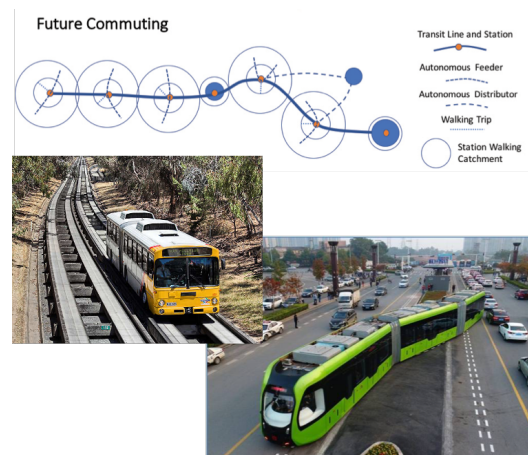 Future Commuting
Transit Line and Station
Autonomous Feeder
Autonomous Distributor
Walking Trip
Station Walking
Catchment